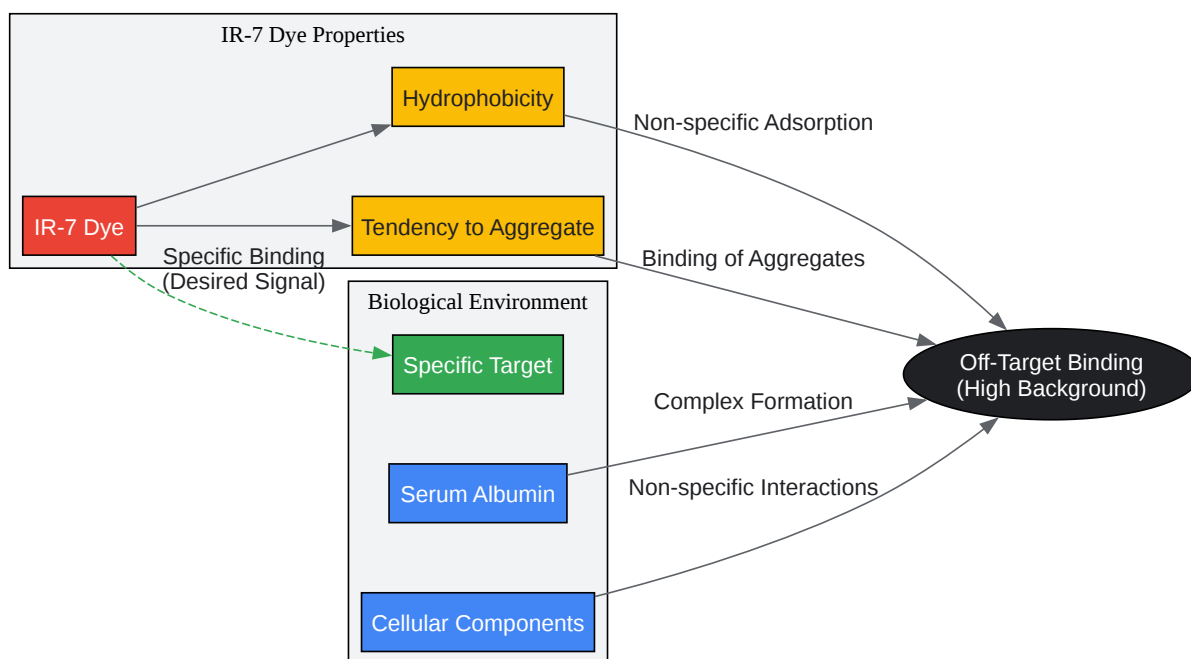 IR-7 Dye Properties
Hydrophobicity
Non-specific Adsorption
IR-7 Dye
Tendency to Aggregate
Specific Binding
(Desired Signal)
Binding of Aggregates
Biological Environment
Specific Target
Off-Target Binding
(High Background)
Complex Formation
Serum Albumin
Non-specific Interactions
Cellular Components